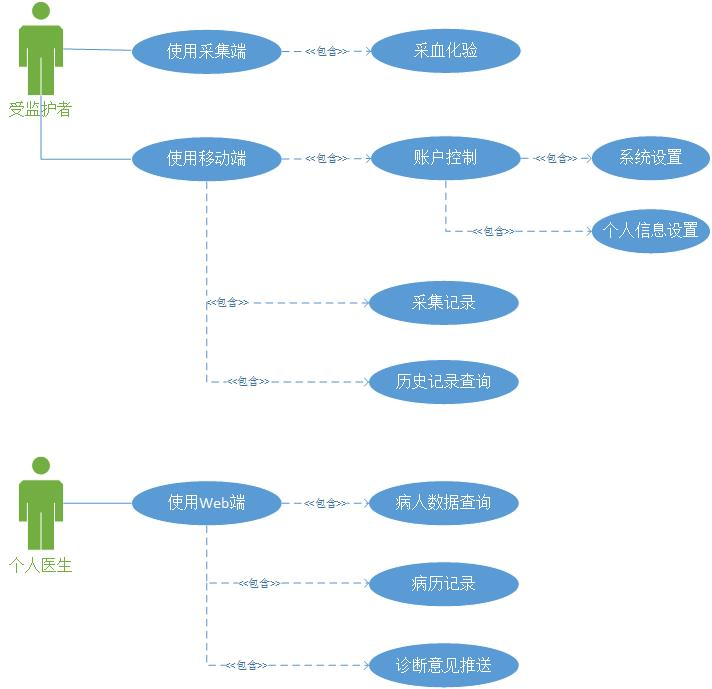 使用采集端
<<包含>>
采血化验
受监护者
使用移动端
<<包含>>
账户控制
<<包含>>
系统设置
<<包含>>
个人信息设置
<<包含>>
采集记录
<<包含>>
历史记录查询
使用Web端
<<包含>>
病人数据查询
个人医生
<<包含>>
病历记录
<<包含>>
诊断意见推送